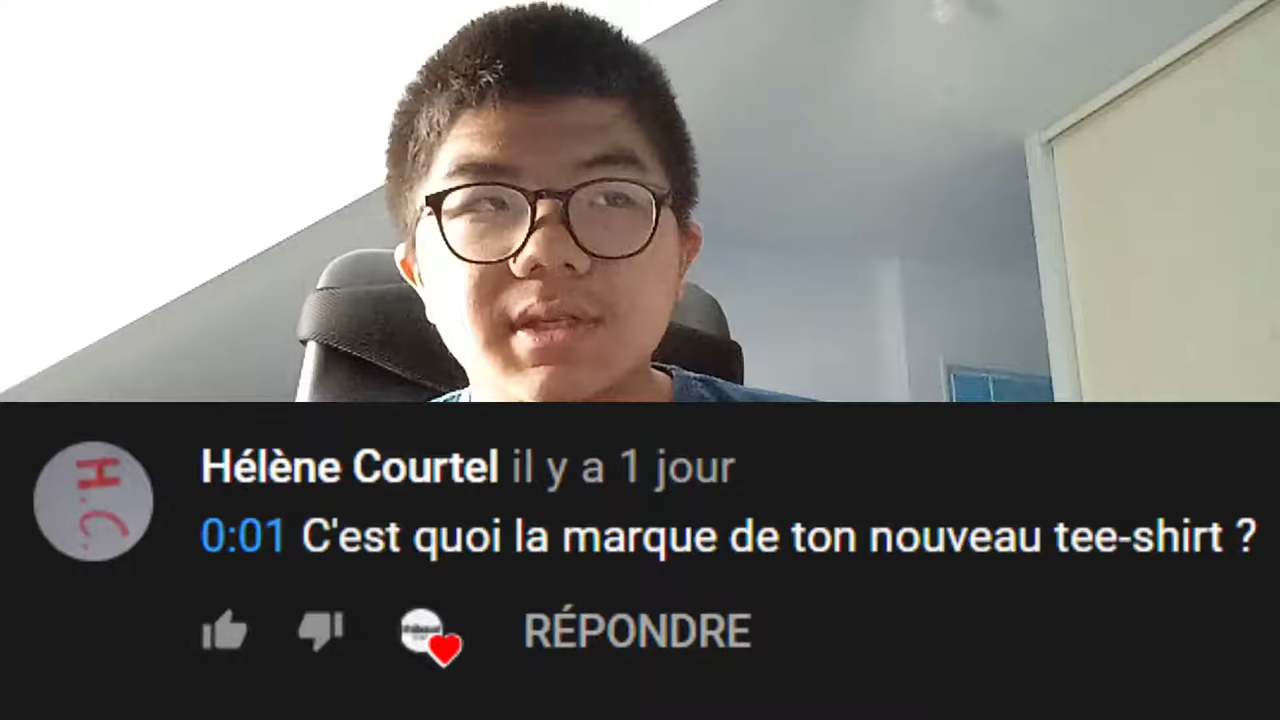 H.C.
Hélène Courtel il y a 1 jour
0:01 C'est quoi la marque de ton nouveau tee-shirt ?
RÉPONDRE